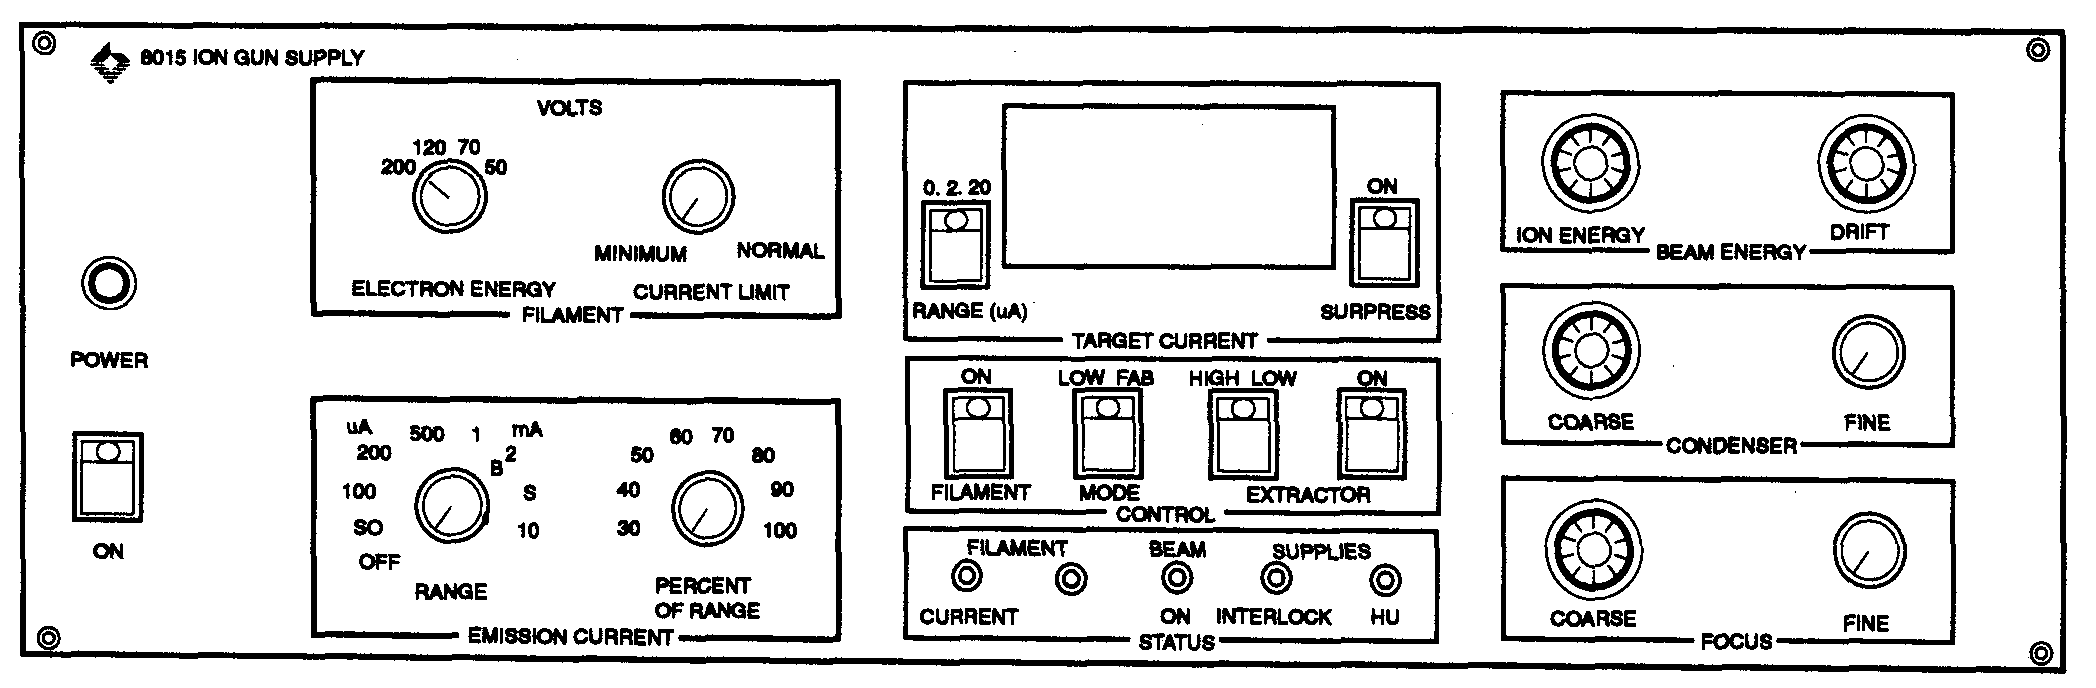 8015 ION GUN SUPPLY
POWER
ON
VOLTS
200 120 70 50
MINIMUM NORMAL
ELECTRON ENERGY CURRENT LIMIT
FILAMENT
uA 500 1 mA
200 B 2
100 S
SO 10
OFF
RANGE
60 70
50 80
40 90
30 100
PERCENT
OF RANGE
EMISSION CURRENT
0. 2. 20 ON
RANGE (uA) SURPRESS
TARGET CURRENT
ON LOW FAB HIGH LOW ON
FILAMENT MODE EXTRACTOR
CONTROL
FILAMENT BEAM SUPPLIES
CURRENT ON INTERLOCK HU
STATUS
ION ENERGY DRIFT
BEAM ENERGY
COARSE FINE
CONDENSER
COARSE FINE
FOCUS